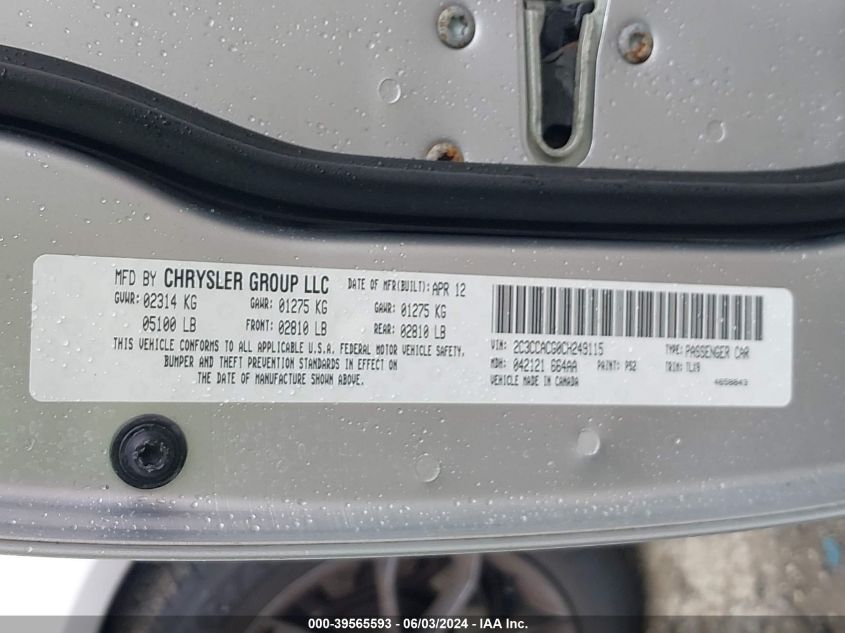 MFD BY CHRYSLER GROUP LLC DATE OF MFR(BUILT): APR 12
GVWR: 02314 KG GAWR: 01275 KG GAWR: 01275 KG
05100 LB FRONT: 02810 LB REAR: 02810 LB
THIS VEHICLE CONFORMS TO ALL APPLICABLE U.S.A. FEDERAL MOTOR VEHICLE SAFETY,
BUMPER AND THEFT PREVENTION STANDARDS IN EFFECT ON
THE DATE OF MANUFACTURE SHOWN ABOVE.
VIN: 2C3CCACG0CH249115 TYPE: PASSENGER CAR
MDH: 042121 664AA PAINT: PS2 TRIM: TLX9
VEHICLE MADE IN CANADA 4658043
000-39565593 - 06/03/2024 - IAA Inc.